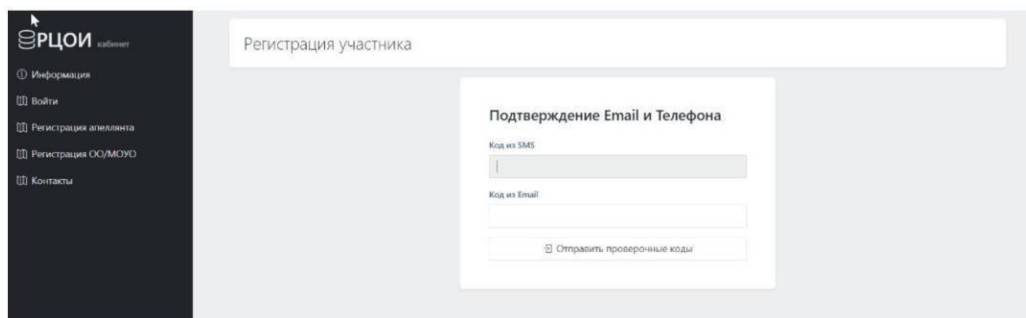 РЦОИ кабинет
Информация
Войти
Регистрация апеллянта
Регистрация ОО/МОУО
Контакты
Регистрация участника
Подтверждение Email и Телефона
Код из SMS
Код из Email
Отправить проверочные коды